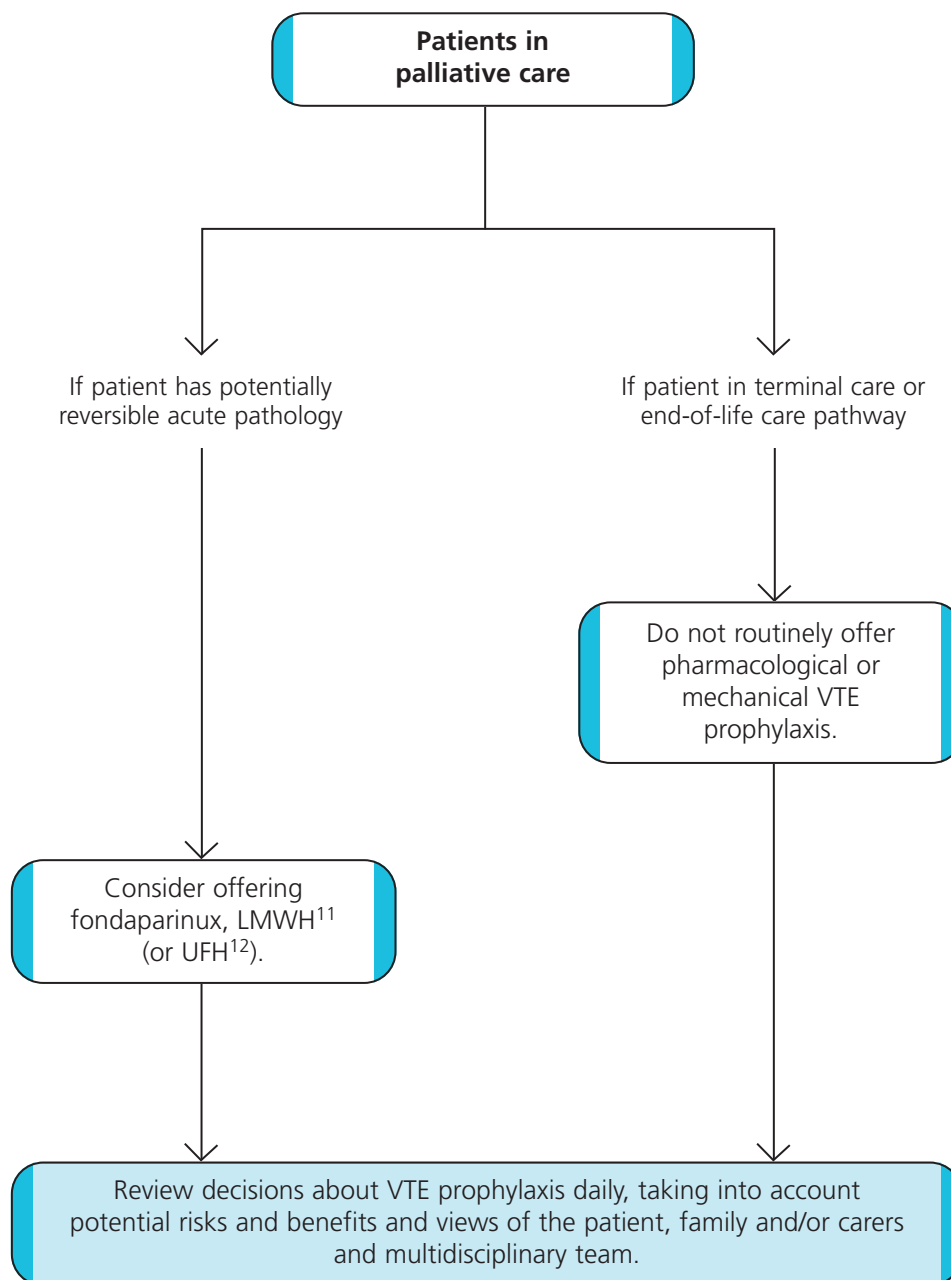 Patients in
palliative care
If patient has potentially
reversible acute pathology
If patient in terminal care or
end-of-life care pathway
Do not routinely offer
pharmacological or
mechanical VTE
prophylaxis.
Consider offering
fondaparinux, LMWH¹¹
(or UFH¹²).
Review decisions about VTE prophylaxis daily, taking into account
potential risks and benefits and views of the patient, family and/or carers
and multidisciplinary team.